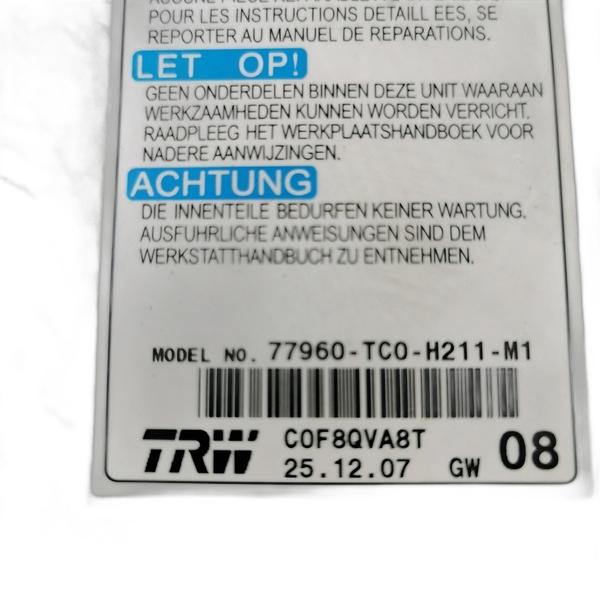 POUR LES INSTRUCTIONS DETAILL EES, SE
REPORTER AU MANUEL DE REPARATIONS.
LET OP!
GEEN ONDERDELEN BINNEN DEZE UNIT WAARAAN
WERKZAAMHEDEN KUNNEN WORDEN VERRICHT.
RAADPLEEG HET WERKPLAATSHANDBOEK VOOR
NADERE AANWIJZINGEN.
ACHTUNG
DIE INNENTEILE BEDURFEN KEINER WARTUNG.
AUSFUHRLICHE ANWEISUNGEN SIND DEM
WERKSTATTHANDBUCH ZU ENTNEHMEN.
MODEL NO. 77960-TC0-H211-M1
TRW C0F8QVA8T
25.12.07 GW 08